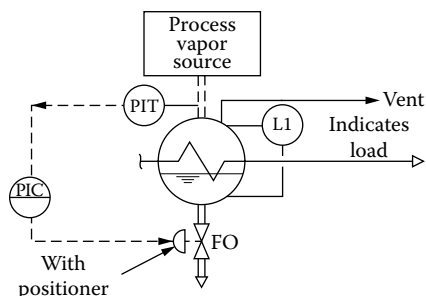 Process
vapor
source
PIT
Vent
L1
Indicates
load
PIC
FO
With
positioner